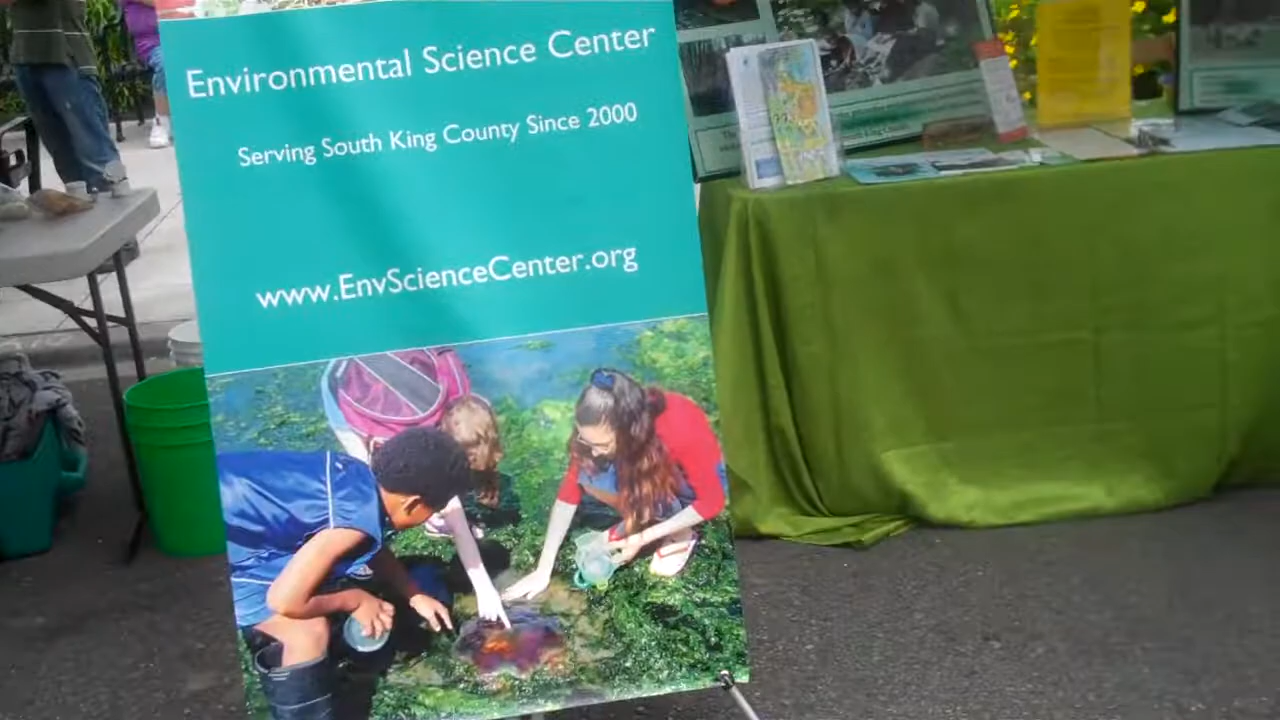 Environmental Science Center
Serving South King County Since 2000
www.EnvScienceCenter.org